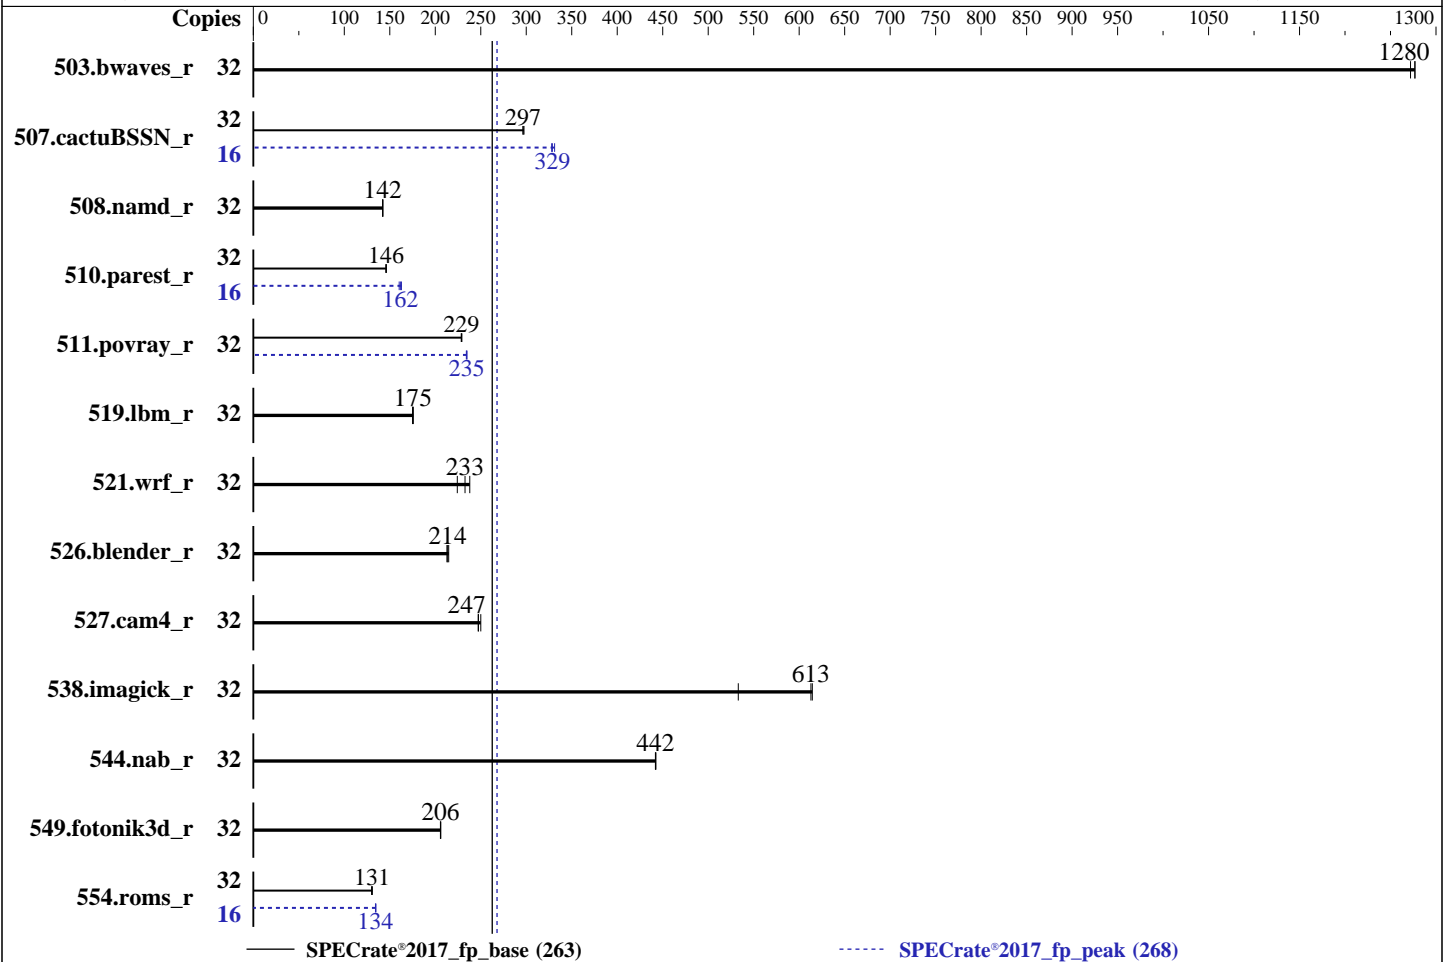 Copies 0 100 150 200 250 300 350 400 450 500 550 600 650 700 750 800 850 900 950 1050 1150 1300
503.bwaves_r 32 1280
507.cactuBSSN_r 32 297
16 329
508.namd_r 32 142
510.parest_r 32 146
16 162
511.povray_r 32 229
235
519.lbm_r 32 175
521.wrf_r 32 233
526.blender_r 32 214
527.cam4_r 32 247
538.imagick_r 32 613
544.nab_r 32 442
549.fotonik3d_r 32 206
554.roms_r 32 131
16 134
SPECrate®2017_fp_base (263) SPECrate®2017_fp_peak (268)